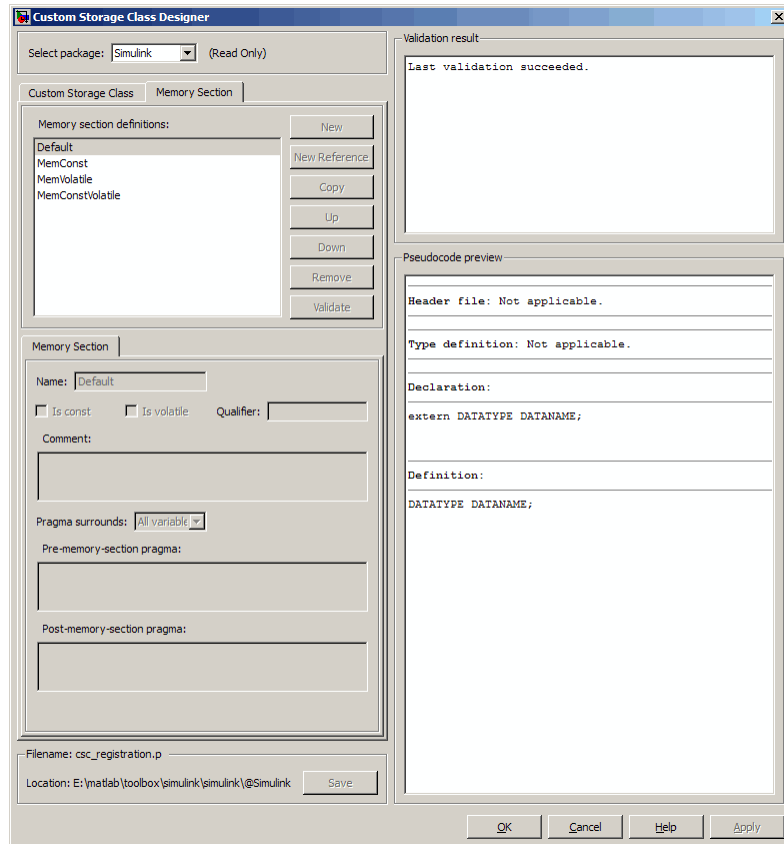 Custom Storage Class Designer
Select package: Simulink (Read Only)
Custom Storage Class Memory Section
Memory section definitions:
Default
MemConst
MemVolatile
MemConstVolatile
New
New Reference
Copy
Up
Down
Remove
Validate
Memory Section
Name: Default
Is const Is volatile Qualifier:
Comment:
Pragma surrounds: All variable
Pre-memory-section pragma:
Post-memory-section pragma:
Filename: csc_registration.p
Location: E:\matlab\toolbox\simulink\simulink\@Simulink Save
Validation result
Last validation succeeded.
Pseudocode preview
Header file: Not applicable.
Type definition: Not applicable.
Declaration:
extern DATATYPE DATANAME;
Definition:
DATATYPE DATANAME;
OK Cancel Help Apply